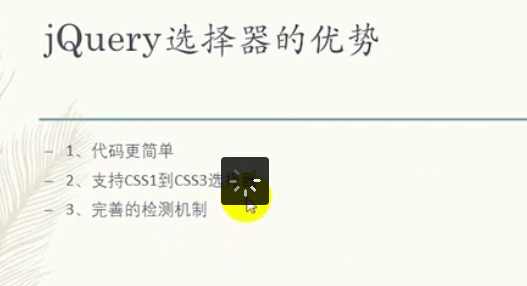 jQuery选择器的优势
– 1、代码更简单
– 2、支持CSS1到CSS3选
– 3、完善的检测机制